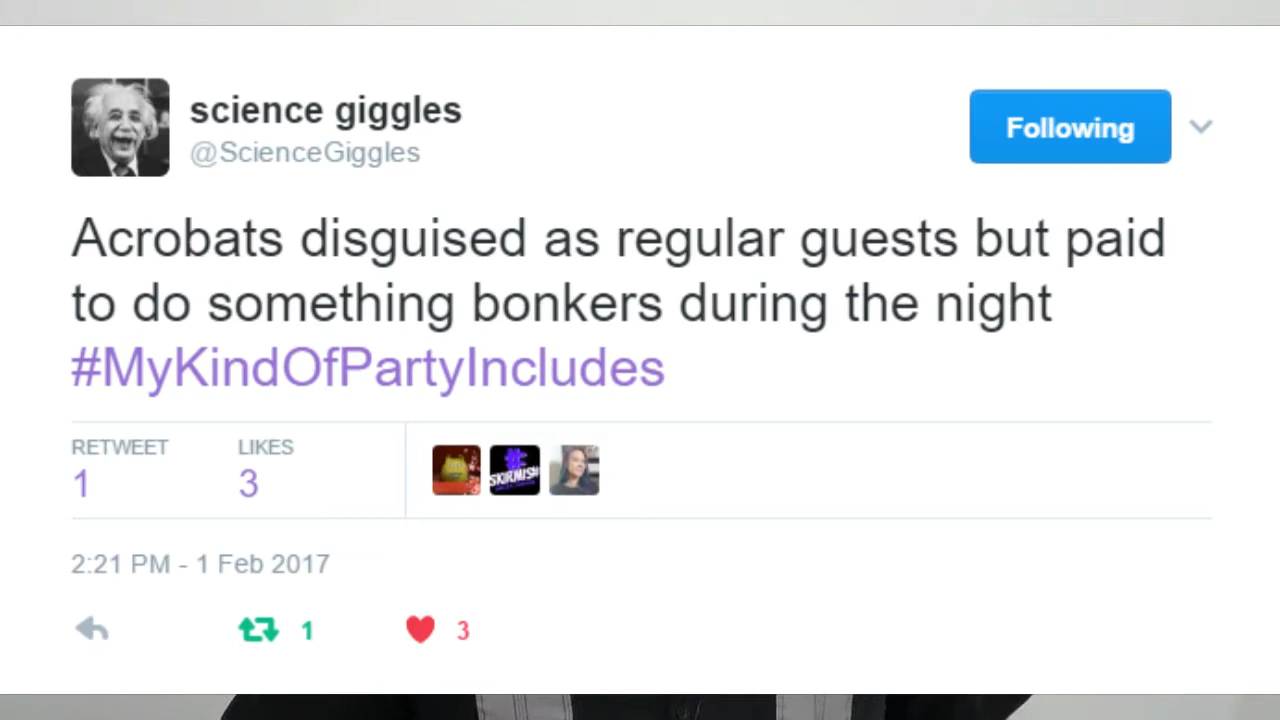 science giggles
@ScienceGiggles
Following
Acrobats disguised as regular guests but paid
to do something bonkers during the night
#MyKindOfPartyIncludes
RETWEET LIKES
1 3
#
SKIRMISH
2:21 PM - 1 Feb 2017
1 3